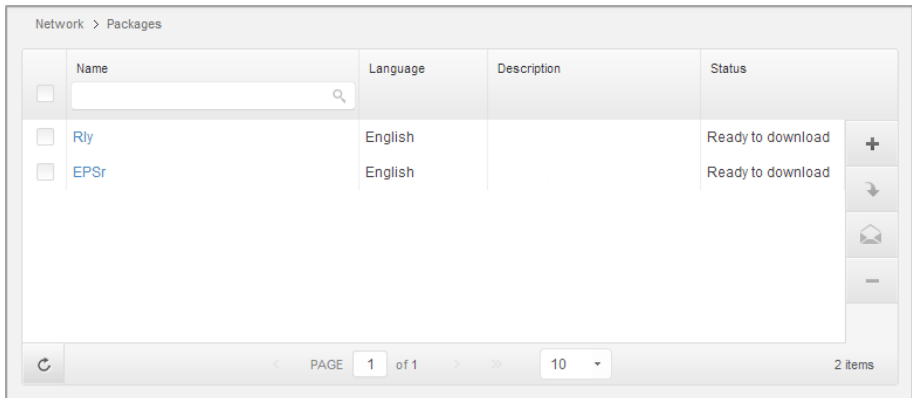 Network > Packages
Name Language Description Status
Rly English Ready to download
EPSr English Ready to download
PAGE 1 of 1 10 2 items